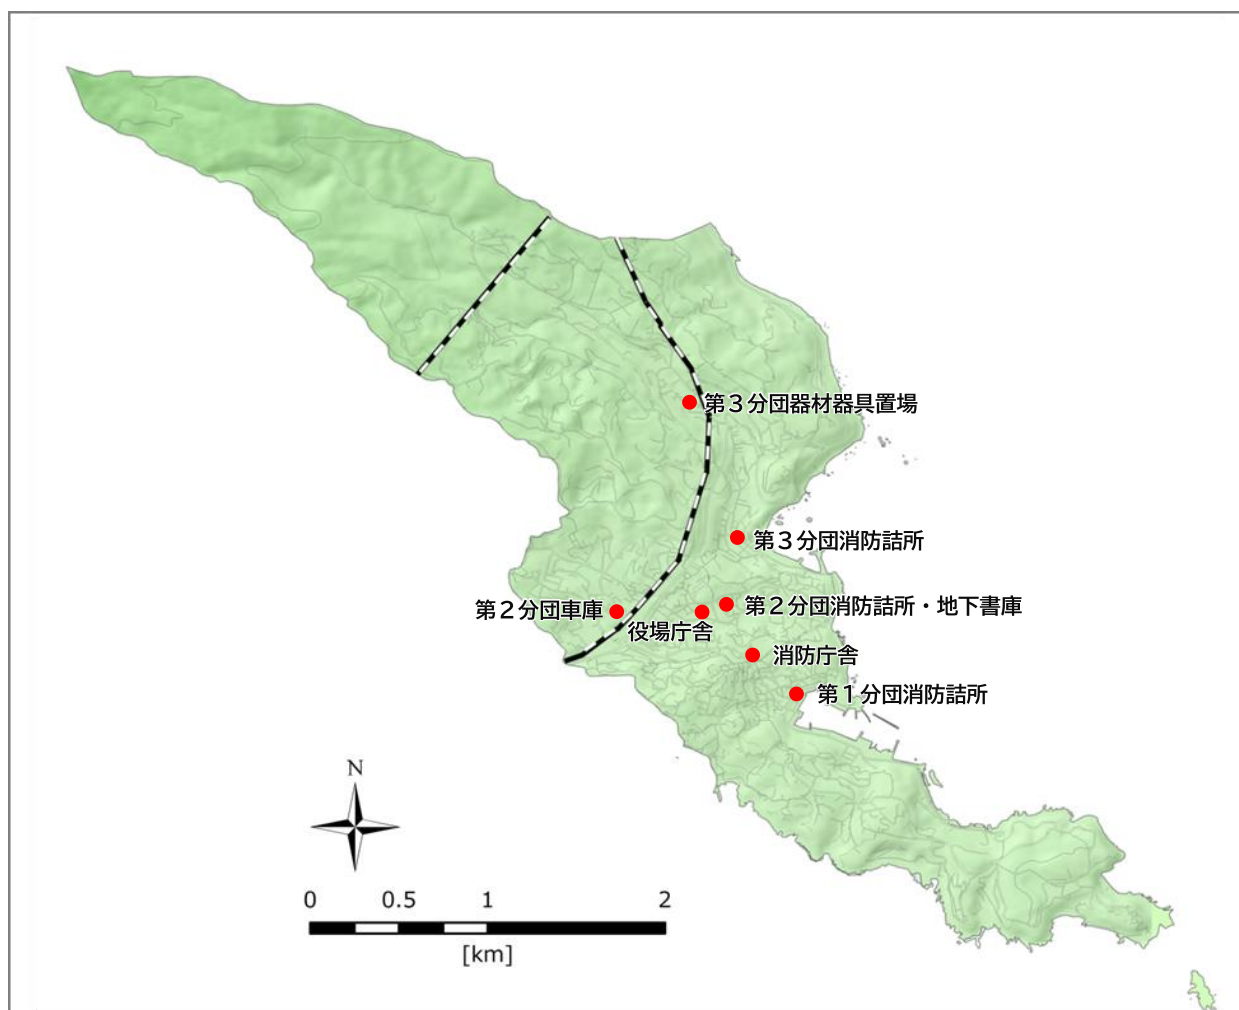 第３分団器材器具置場
第３分団消防詰所
第２分団車庫
第２分団消防詰所・地下書庫
役場庁舎
消防庁舎
第１分団消防詰所
N
0 0.5 1 2
[km]